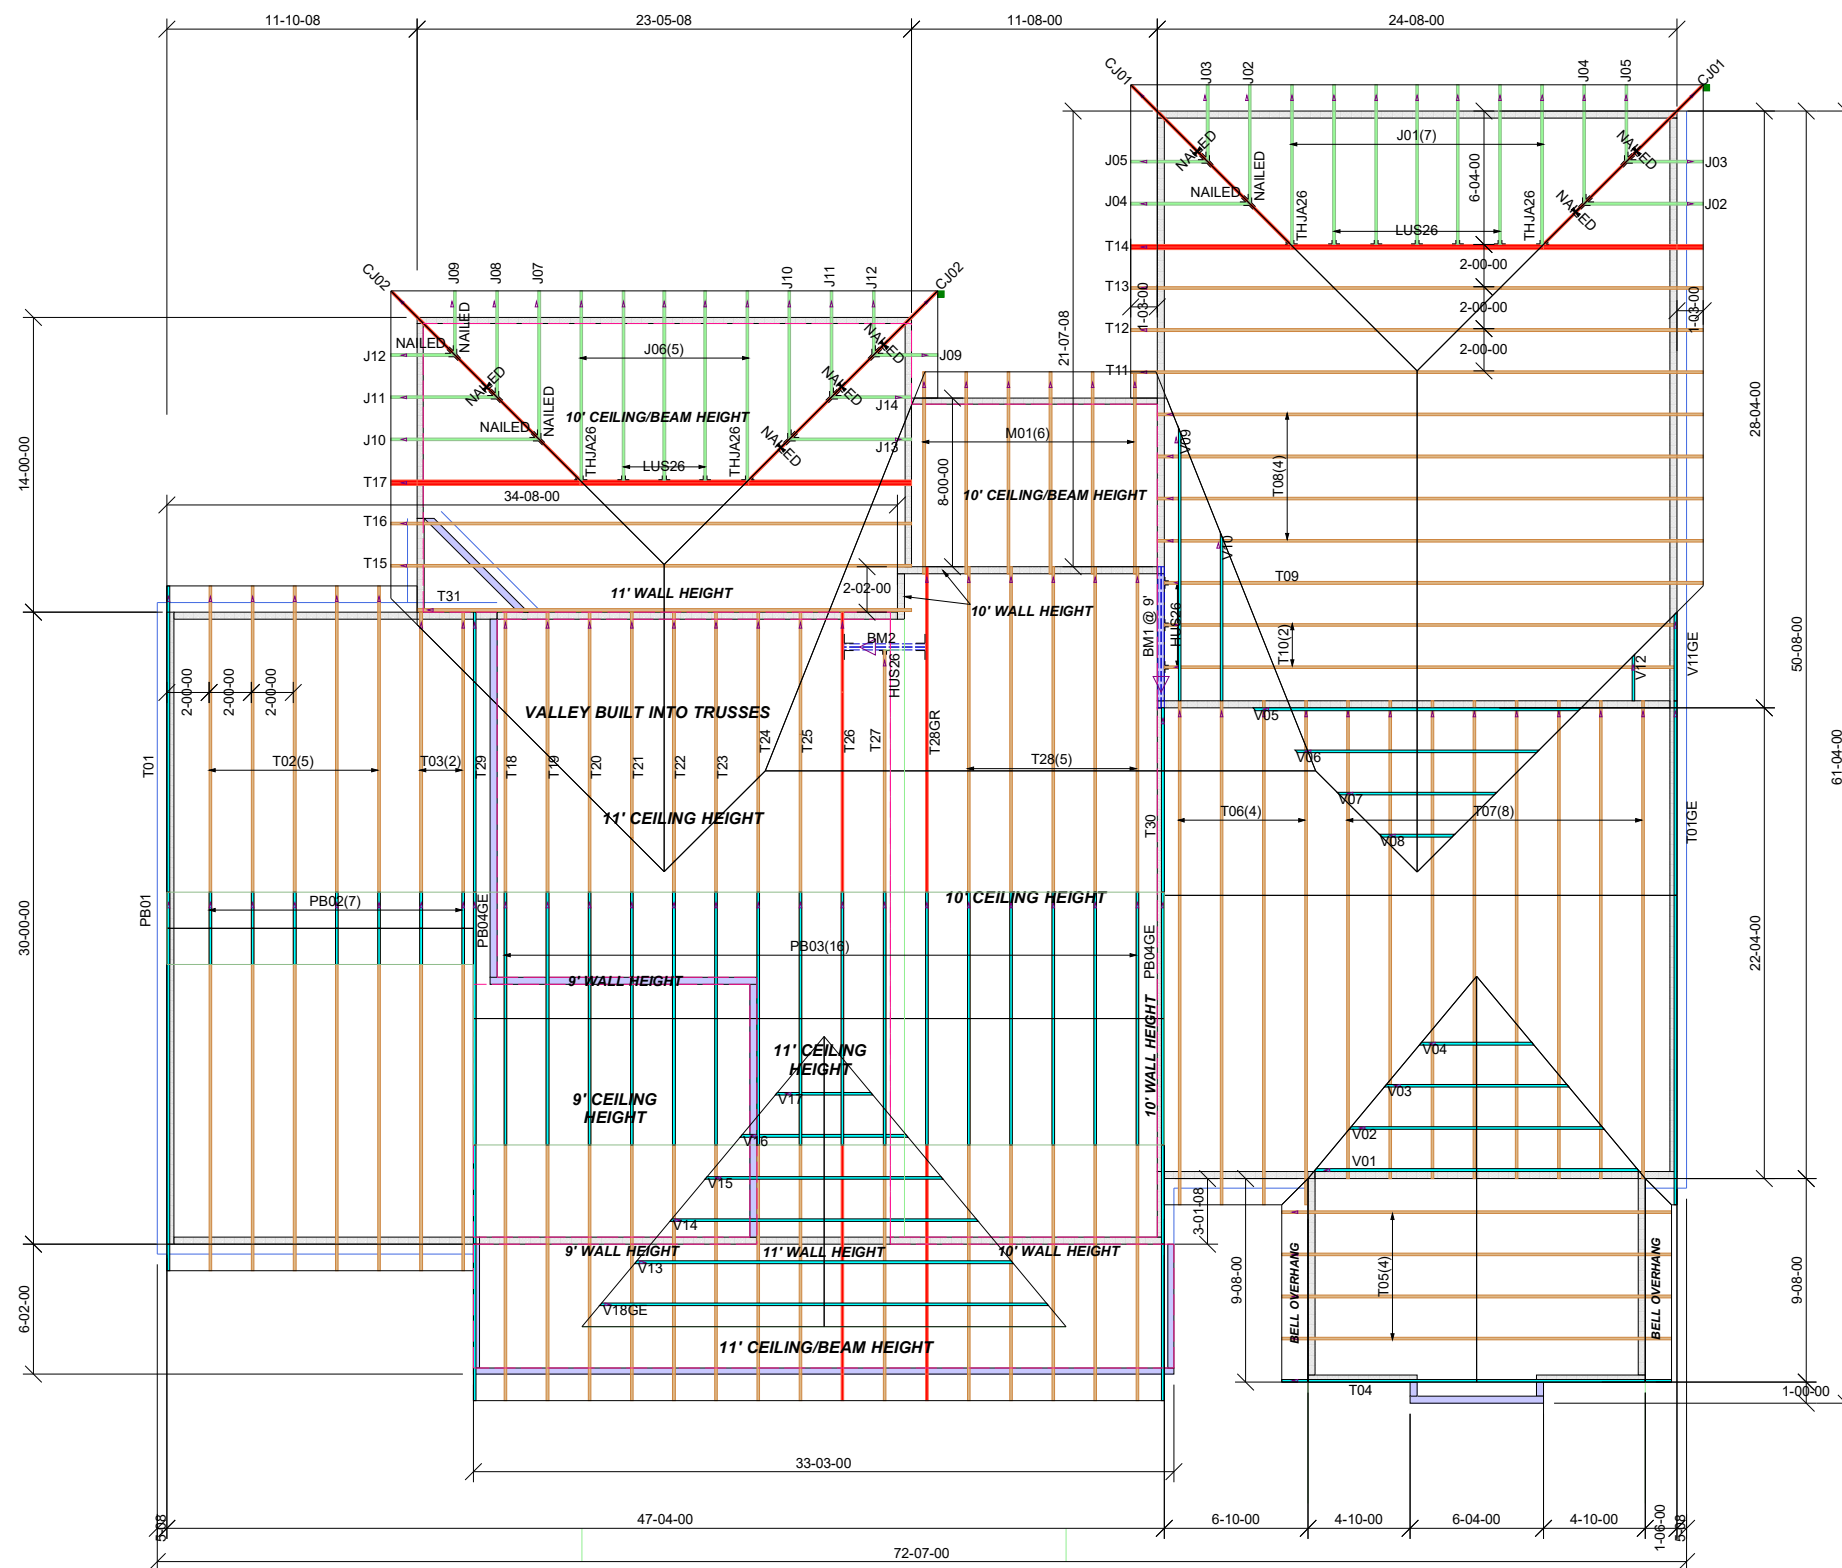 11-10-08
23-05-08
11-08-00
24-08-00
CJ01
J03
J02
J04
J05
CJ01
J01(7)
NAILED
NAILED
NAILED
NAILED
NAILED
NAILED
J05
J04
J03
J02
6-04-00
THJA26
LUS26
THJA26
T14
2-00-00
T13
2-00-00
T12
2-00-00
T11
1-03-00
1-03-00
21-07-08
28-04-00
50-08-00
61-04-00
CJ02
J09
J08
J07
J10
J11
J12
CJ02
NAILED
NAILED
NAILED
NAILED
NAILED
NAILED
NAILED
NAILED
NAILED
J12
J11
J10
J06(5)
J09
J14
J13
10' CEILING/BEAM HEIGHT
THJA26
LUS26
THJA26
T17
34-08-00
T16
T15
T31
14-00-00
M01(6)
8-00-00
10' CEILING/BEAM HEIGHT
V09
V10
T08(4)
T09
T10(2)
HUS26
BM1 @ 9'
2-02-00
11' WALL HEIGHT
10' WALL HEIGHT
BM2
HUS26
V12
V11GE
2-00-00
2-00-00
2-00-00
VALLEY BUILT INTO TRUSSES
T01
T02(5)
T03(2)
T29
T18
T19
T20
T21
T22
T23
T24
T25
T26
T27
T28GR
T28(5)
T30
V05
V06
V07
V08
T06(4)
T07(8)
T01GE
11' CEILING HEIGHT
30-00-00
PB01
PB02(7)
PB04GE
10' CEILING HEIGHT
PB03(16)
PB04GE
22-04-00
9' WALL HEIGHT
10' WALL HEIGHT
11' CEILING
HEIGHT
9' CEILING
HEIGHT
V17
V16
V15
V14
V13
V18GE
V04
V03
V02
V01
3-01-08
9' WALL HEIGHT
11' WALL HEIGHT
10' WALL HEIGHT
11' CEILING/BEAM HEIGHT
6-02-00
9-08-00
BELL OVERHANG
T05(4)
BELL OVERHANG
9-08-00
T04
1-00-00
33-03-00
5-08
47-04-00
6-10-00
4-10-00
6-04-00
4-10-00
1-06-00
5-08
72-07-00